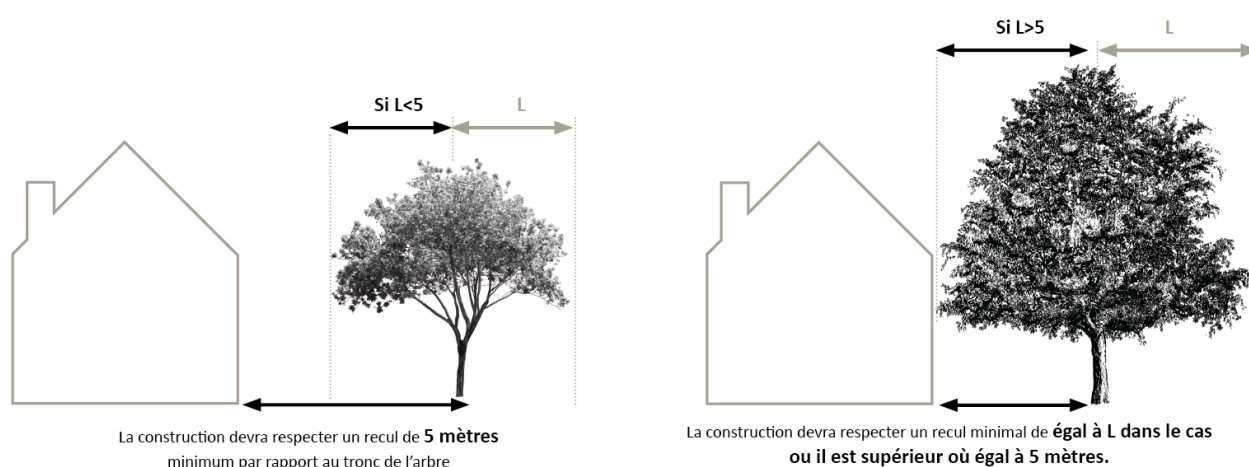 Si L<5
L
La construction devra respecter un recul de 5 mètres
minimum par rapport au tronc de l'arbre
Si L>5
L
La construction devra respecter un recul minimal de égal à L dans le cas
ou il est supérieur où égal à 5 mètres.